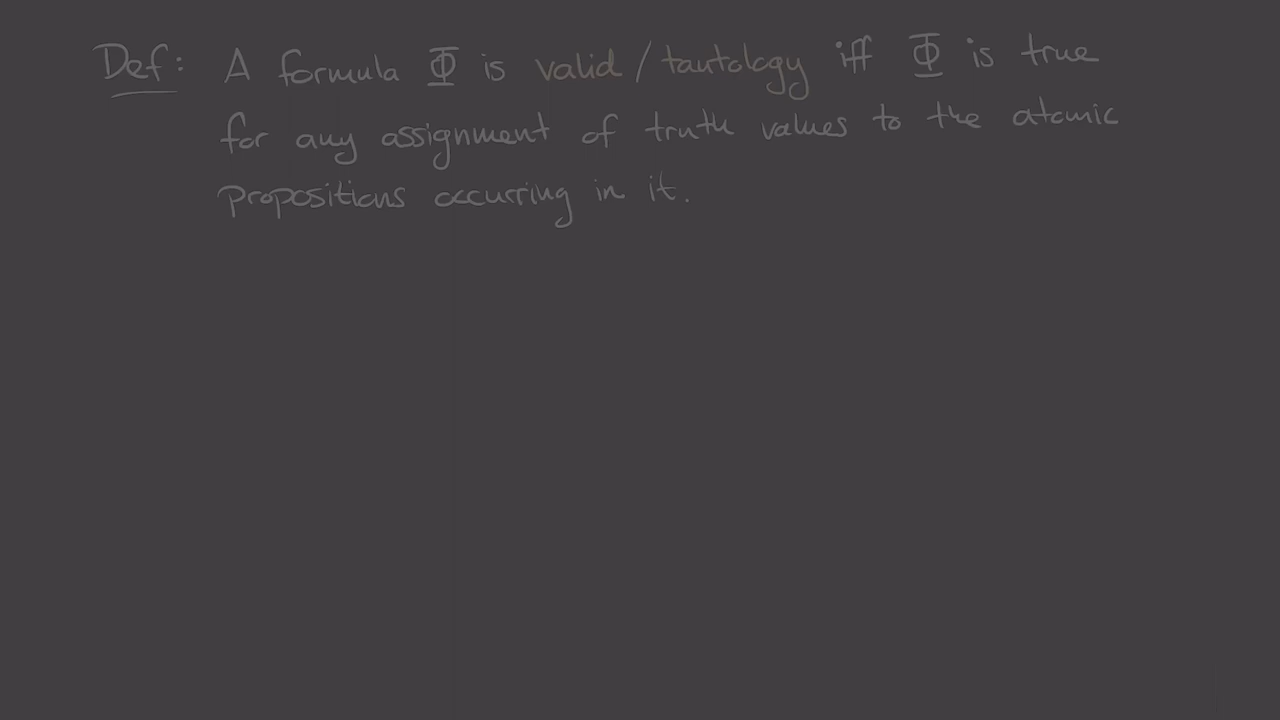 Def: A formula Φ is valid / tautology iff Φ is true
for any assignment of truth values to the atomic
propositions occurring in it.